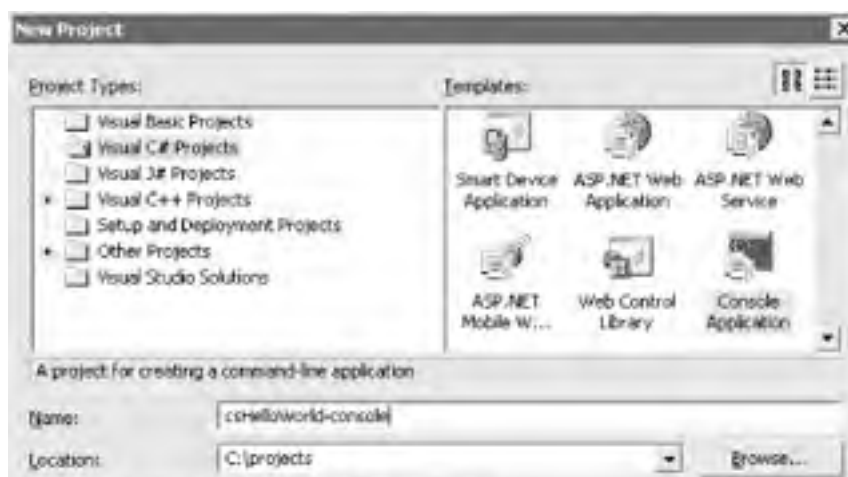 New Project
Project Types:
Templates:
Visual Basic Projects
Visual C# Projects
Visual J# Projects
Visual C++ Projects
Setup and Deployment Projects
Other Projects
Visual Studio Solutions
Smart Device Application
ASP.NET Web Application
ASP.NET Web Service
ASP.NET Mobile W...
Web Control Library
Console Application
A project for creating a command-line application
Name:
csHelloWorld-console
Location:
C:\projects
Browse...